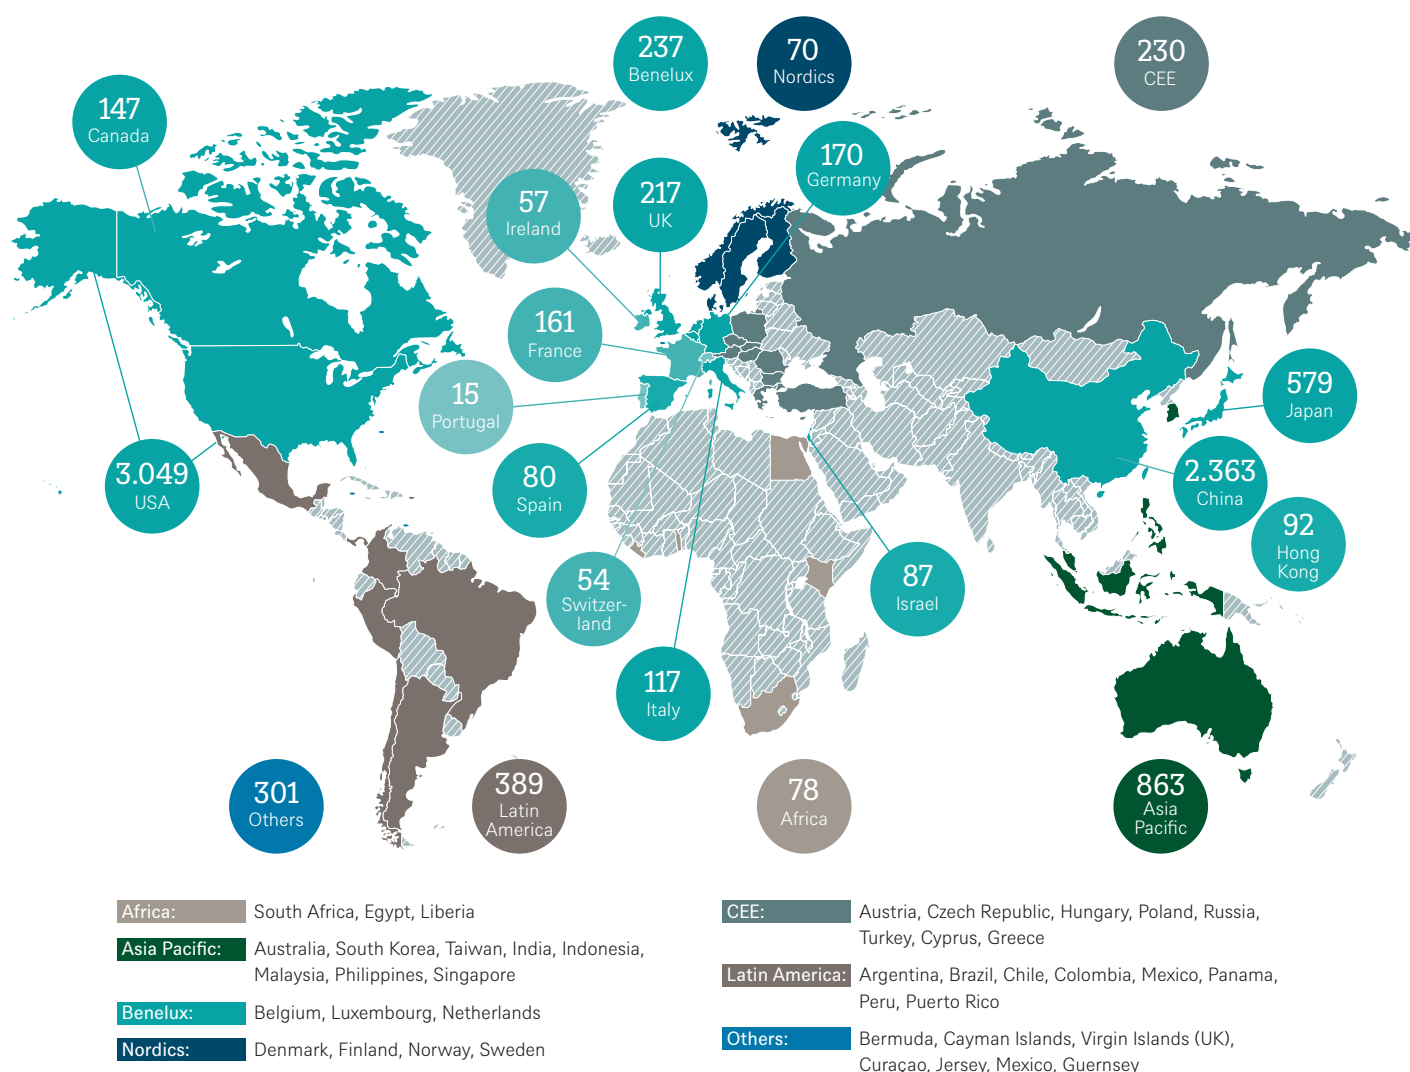 237
Benelux
70
Nordics
230
CEE
147
Canada
170
Germany
57
Ireland
217
UK
161
France
15
Portugal
579
Japan
3.049
USA
80
Spain
2.363
China
92
Hong
Kong
54
Switzer-
land
87
Israel
117
Italy
301
Others
389
Latin
America
78
Africa
863
Asia
Pacific
Africa: South Africa, Egypt, Liberia
Asia Pacific: Australia, South Korea, Taiwan, India, Indonesia,
Malaysia, Philippines, Singapore
Benelux: Belgium, Luxembourg, Netherlands
Nordics: Denmark, Finland, Norway, Sweden
CEE: Austria, Czech Republic, Hungary, Poland, Russia,
Turkey, Cyprus, Greece
Latin America: Argentina, Brazil, Chile, Colombia, Mexico, Panama,
Peru, Puerto Rico
Others: Bermuda, Cayman Islands, Virgin Islands (UK),
Curaçao, Jersey, Mexico, Guernsey